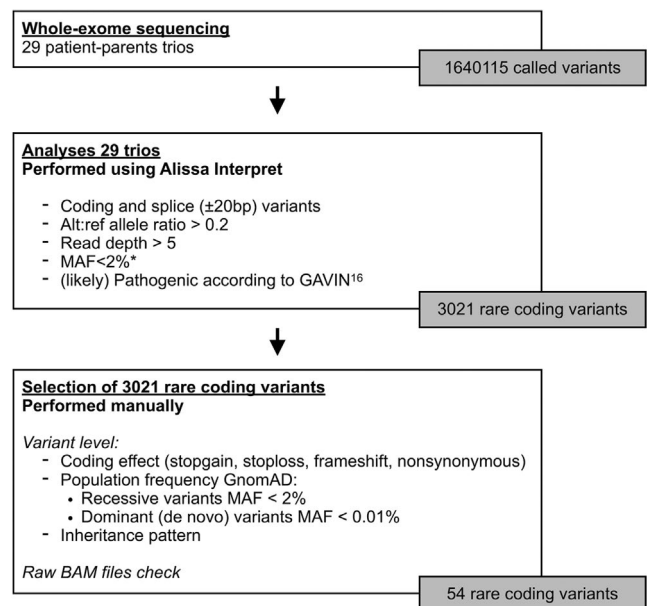 Whole-exome sequencing
29 patient-parents trios
1640115 called variants
Analyses 29 trios
Performed using Alissa Interpret
- Coding and splice (±20bp) variants
- Alt:ref allele ratio > 0.2
- Read depth > 5
- MAF<2%*
- (likely) Pathogenic according to GAVIN¹⁶
3021 rare coding variants
Selection of 3021 rare coding variants
Performed manually
Variant level:
- Coding effect (stopgain, stoploss, frameshift, nonsynonymous)
- Population frequency GnomAD:
• Recessive variants MAF < 2%
• Dominant (de novo) variants MAF < 0.01%
- Inheritance pattern
Raw BAM files check
54 rare coding variants